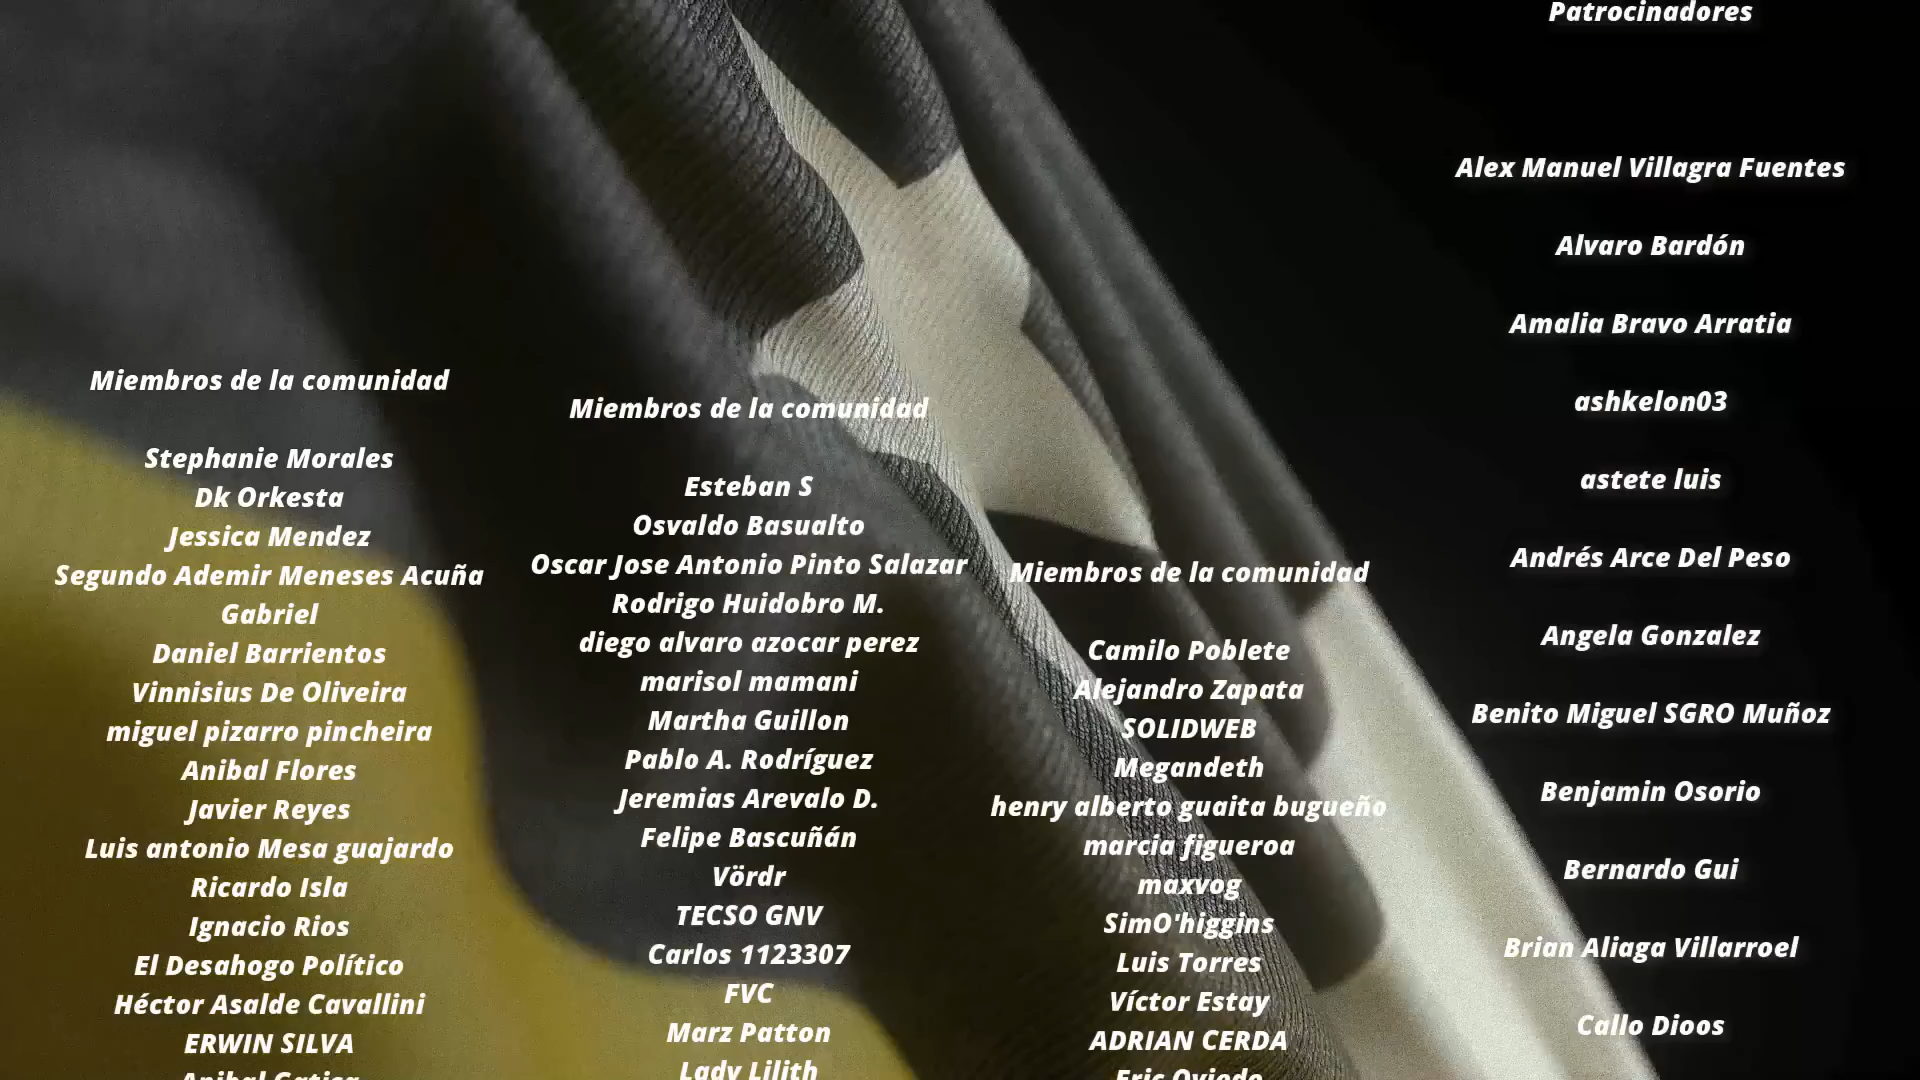 Miembros de la comunidad
Stephanie Morales
Dk Orkesta
Jessica Mendez
Segundo Ademir Meneses Acuña
Gabriel
Daniel Barrientos
Vinnisius De Oliveira
miguel pizarro pincheira
Anibal Flores
Javier Reyes
Luis antonio Mesa guajardo
Ricardo Isla
Ignacio Rios
El Desahogo Político
Héctor Asalde Cavallini
ERWIN SILVA
Anibal Gatica
Miembros de la comunidad
Esteban S
Osvaldo Basualto
Oscar Jose Antonio Pinto Salazar
Rodrigo Huidobro M.
diego alvaro azocar perez
marisol mamani
Martha Guillon
Pablo A. Rodríguez
Jeremias Arevalo D.
Felipe Bascuñán
Vördr
TECSO GNV
Carlos 1123307
FVC
Marz Patton
Lady Lilith
Miembros de la comunidad
Camilo Poblete
Alejandro Zapata
SOLIDWEB
Megandeth
henry alberto guaita bugueño
marcia figueroa
maxvog
SimO'higgins
Luis Torres
Víctor Estay
ADRIAN CERDA
Eric Oviedo
Patrocinadores
Alex Manuel Villagra Fuentes
Alvaro Bardón
Amalia Bravo Arratia
ashkelon03
astete luis
Andrés Arce Del Peso
Angela Gonzalez
Benito Miguel SGRO Muñoz
Benjamin Osorio
Bernardo Gui
Brian Aliaga Villarroel
Callo Dioos